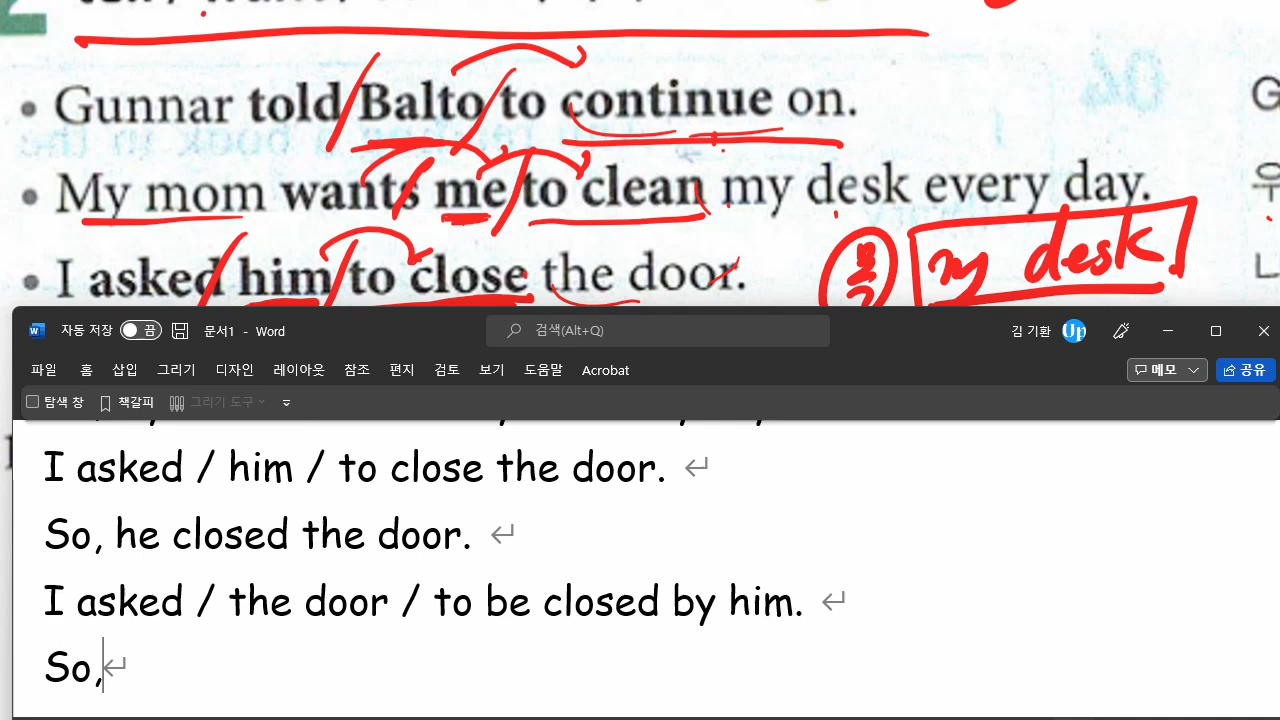 • Gunnar told Balto to continue on.
• My mom wants me to clean my desk every day.
my desk
• I asked him to close the door.
자동 저장 끔 문서1 - Word 검색(Alt+Q) 김 기환 Up
파일 홈 삽입 그리기 디자인 레이아웃 참조 편지 검토 보기 도움말 Acrobat 메모 공유
탐색 창 책갈피 그리기 도구
I asked / him / to close the door.
So, he closed the door.
I asked / the door / to be closed by him.
So,